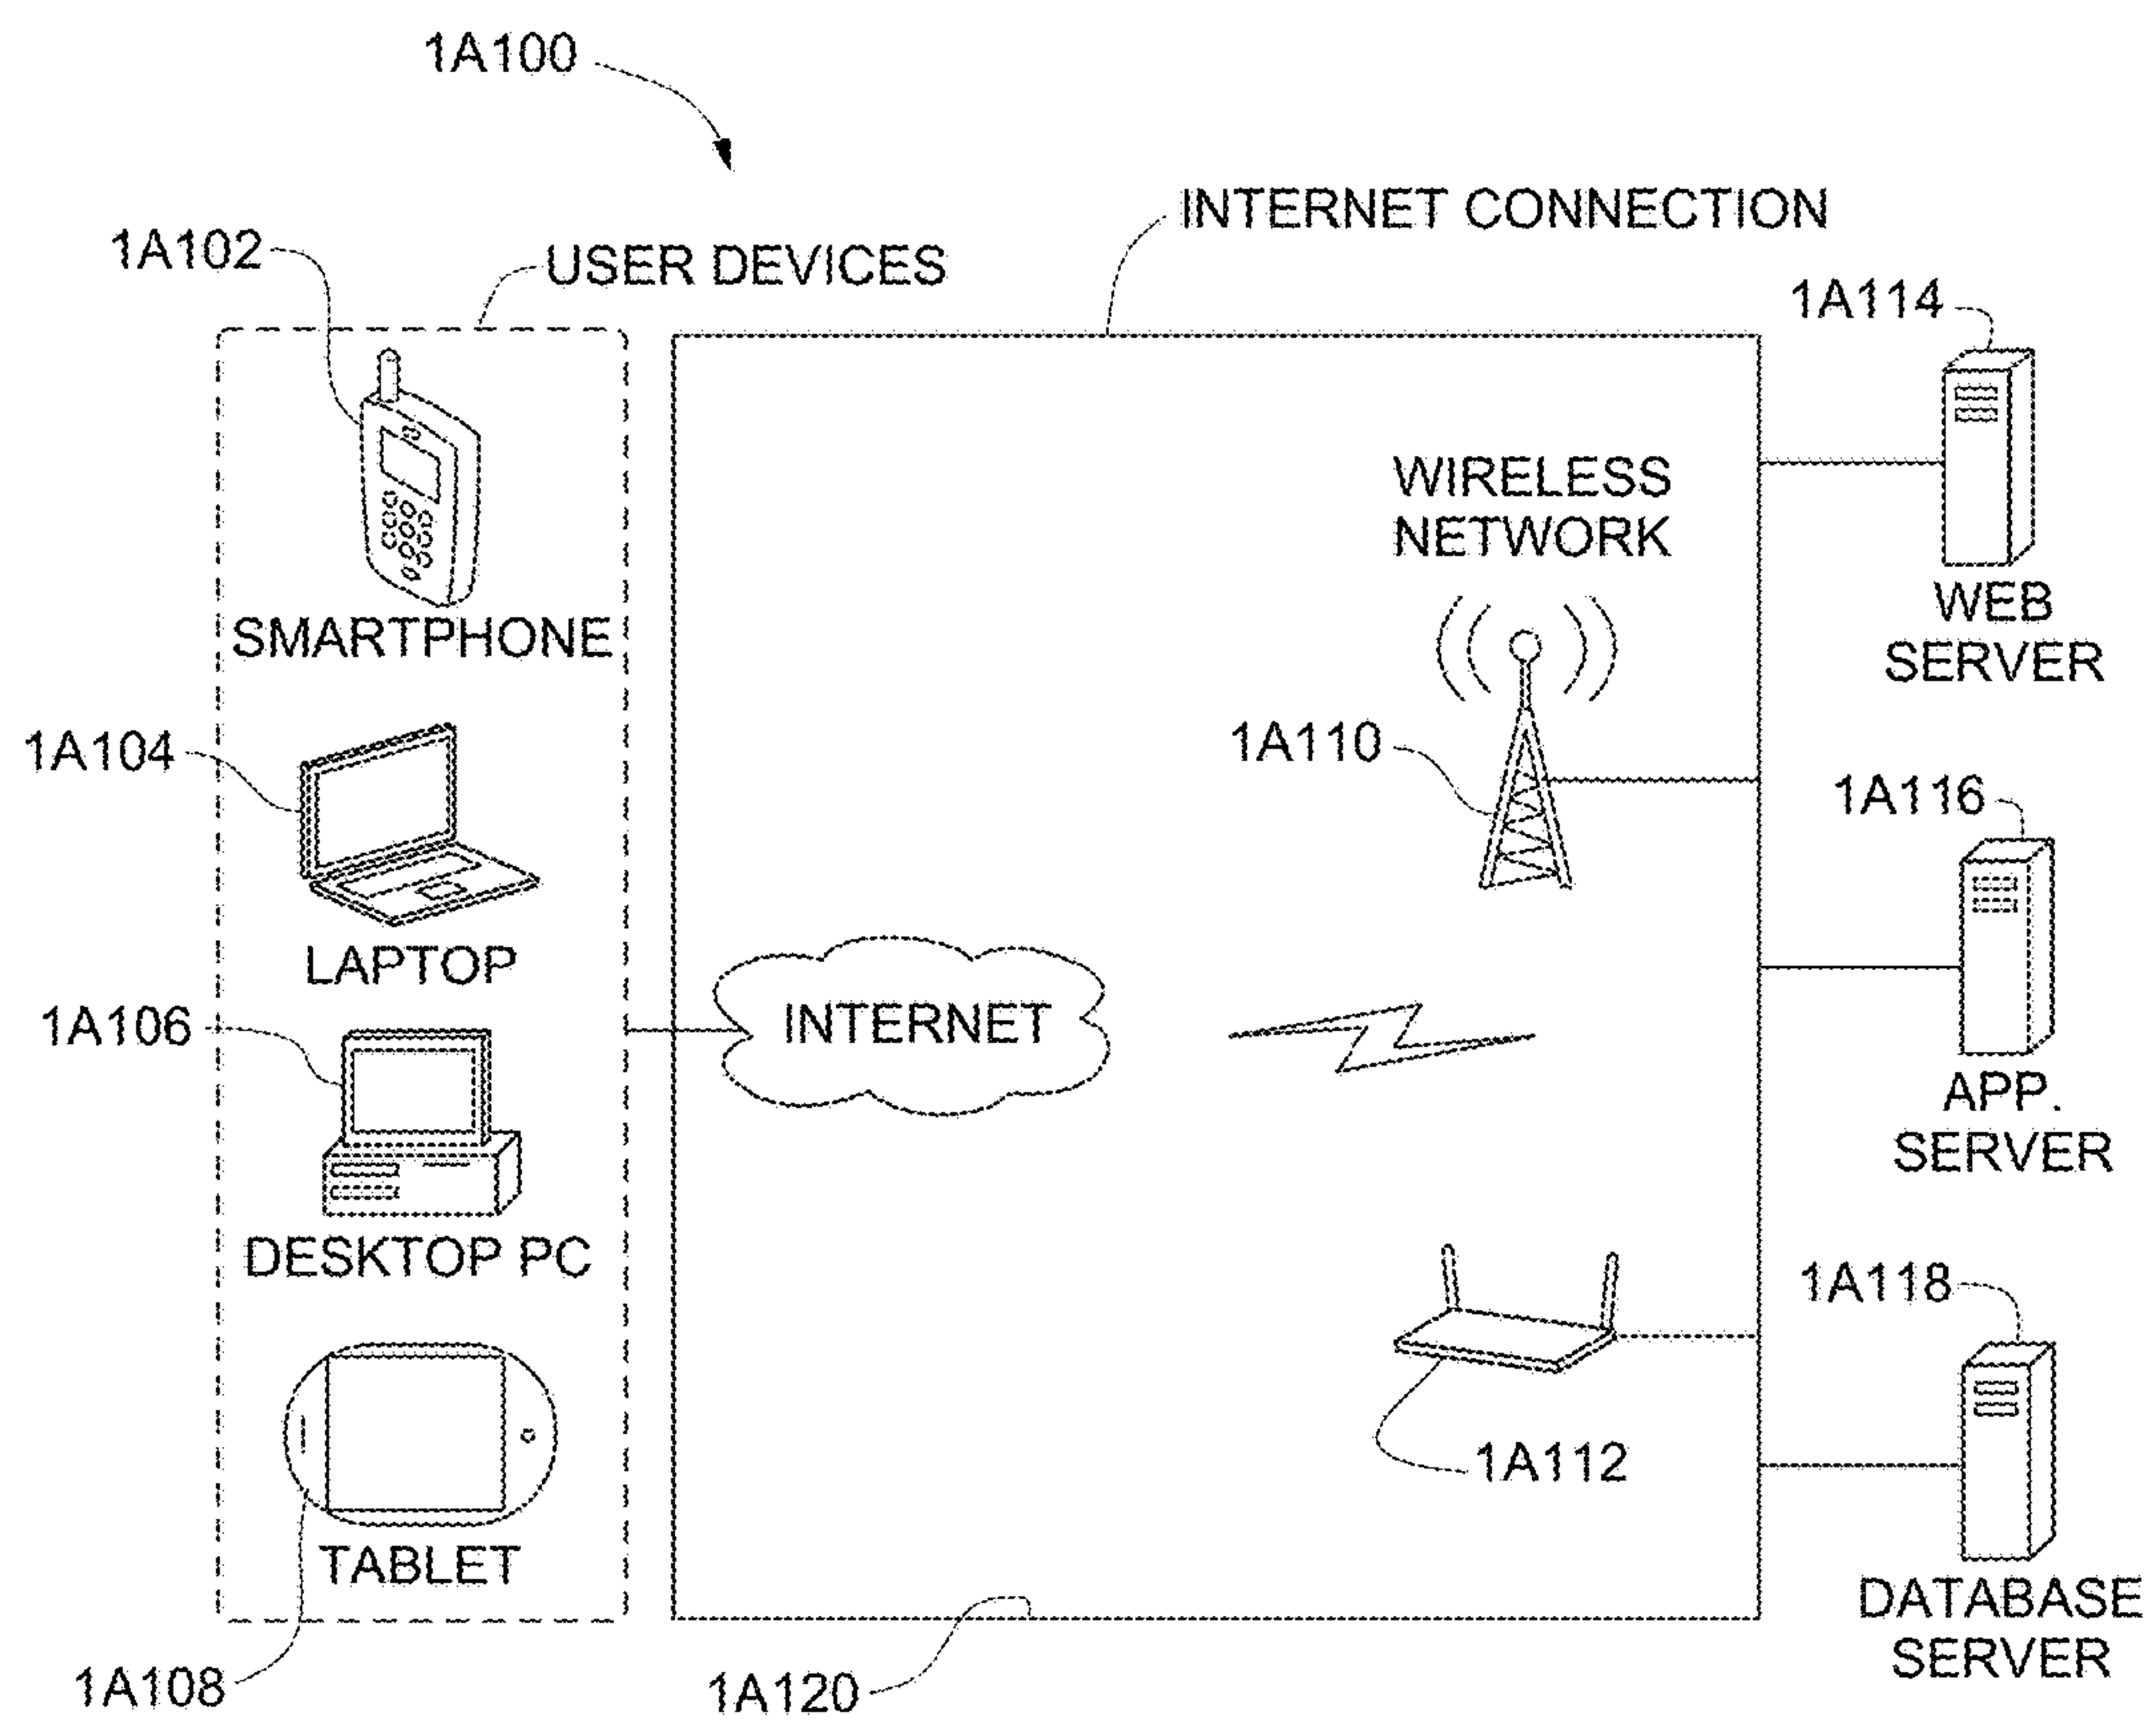 1A100
INTERNET CONNECTION
1A102
USER DEVICES
1A114
SMARTPHONE
WIRELESS
NETWORK
WEB
SERVER
1A104
1A110
1A116
LAPTOP
1A106
INTERNET
APP.
SERVER
DESKTOP PC
1A118
1A112
TABLET
DATABASE
SERVER
1A108
1A120